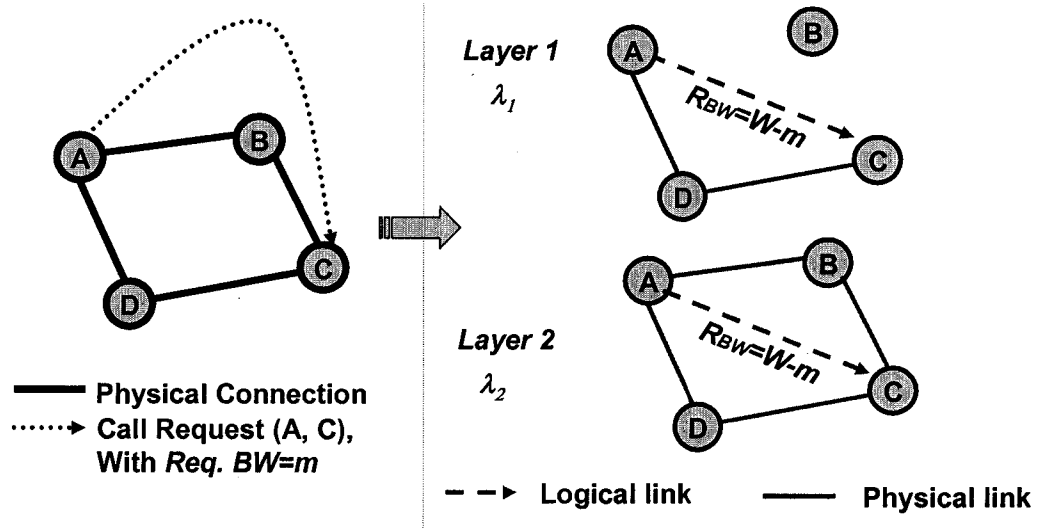 A
B
C
D
Physical Connection
Call Request (A, C),
With Req. BW=m
Layer 1
λ1
A
B
RBW=W-m
C
D
Layer 2
λ2
A
B
RBW=W-m
C
D
Logical link
Physical link